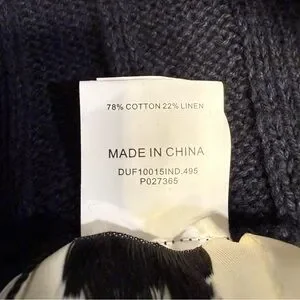 78% COTTON 22% LINEN
MADE IN CHINA
DUF10015IND.495
P027365